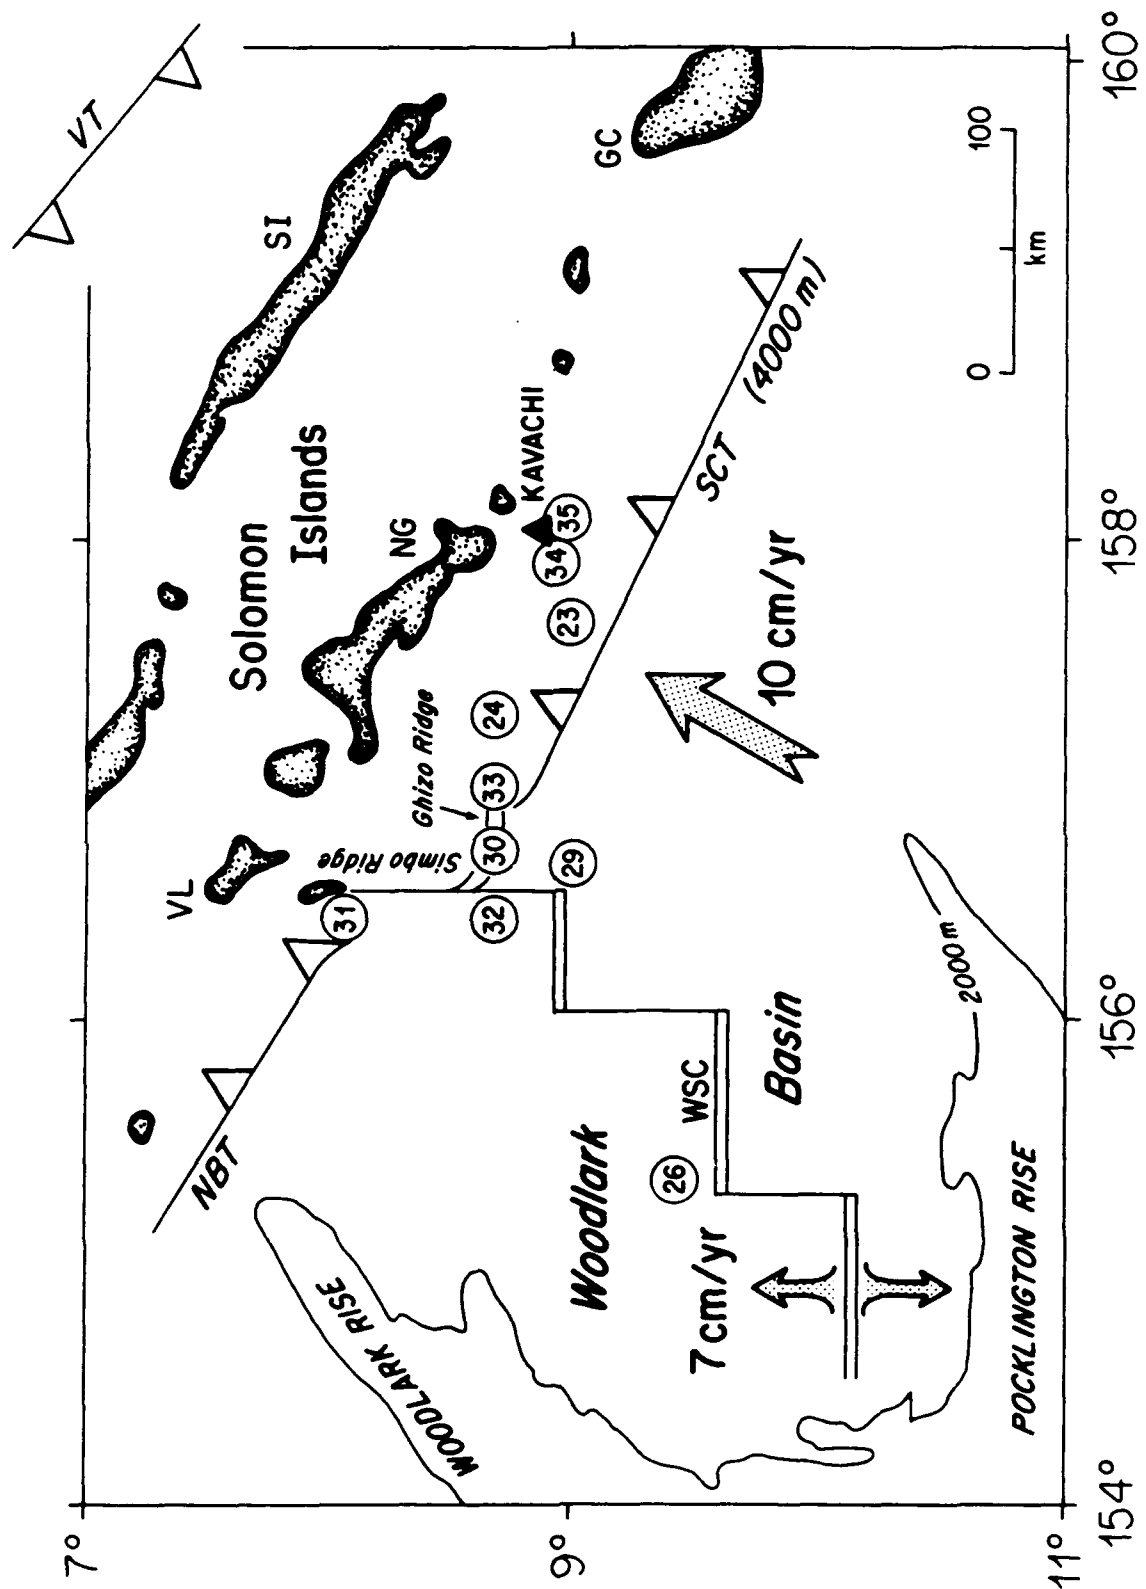 VT
SI
GC
VL
Solomon
Islands
NG
KAVACHI
Ghizo Ridge
Simbo Ridge
31
32
30
33
24
23
34
35
29
NBT
SCT
(4000 m)
10 cm/yr
WOODLARK RISE
Woodlark
Basin
WSC
26
7 cm/yr
2000m
POCKLINGTON RISE
0
100
km
7°
9°
11°
154°
156°
158°
160°